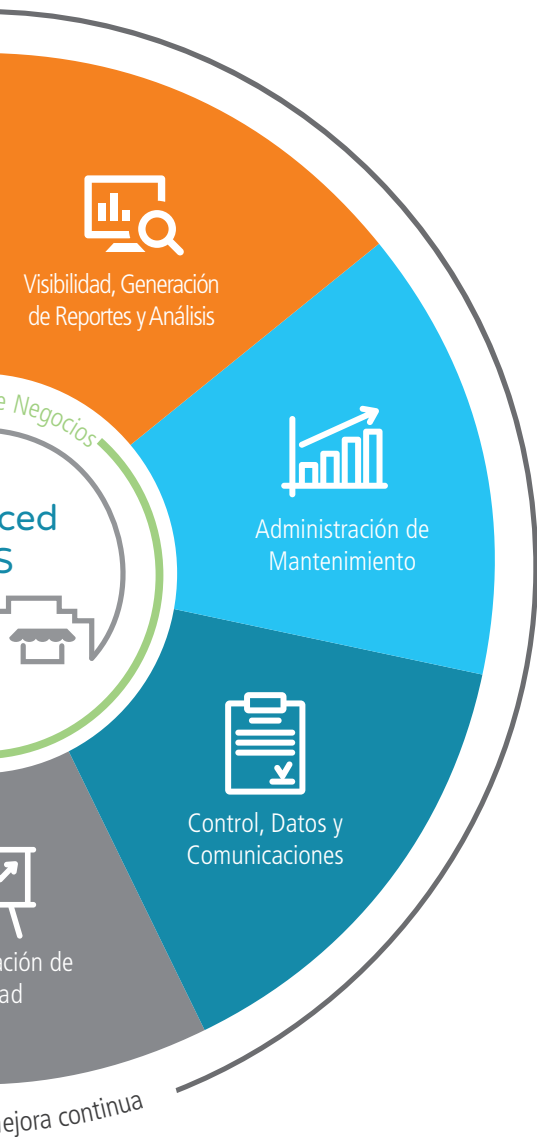 Visibilidad, Generación
de Reportes y Análisis
e Negocios
ced
S
Administración de
Mantenimiento
Control, Datos y
Comunicaciones
ación de
ad
ejora continua